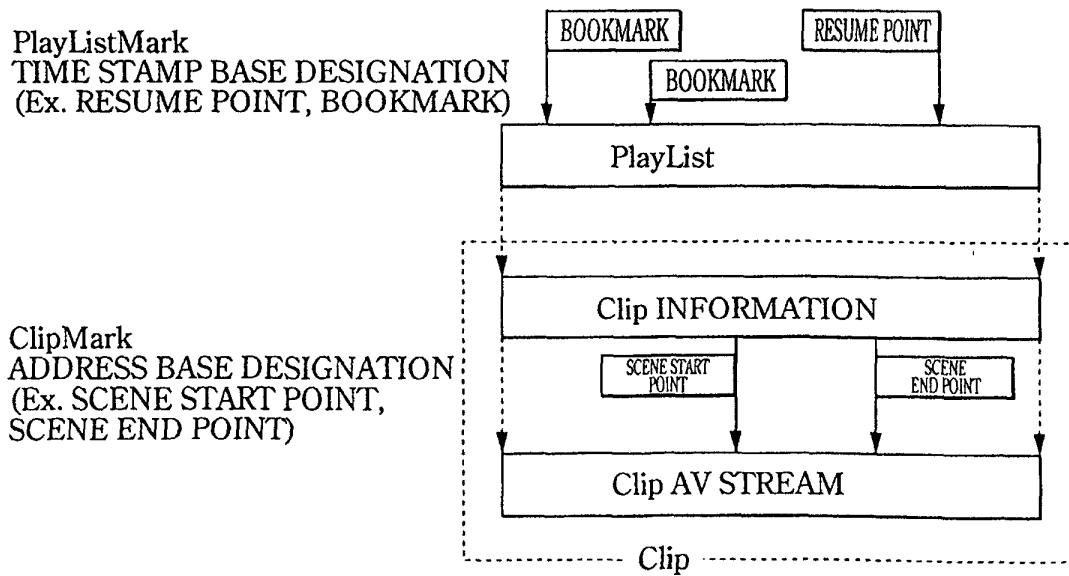 PlayListMark
TIME STAMP BASE DESIGNATION
(Ex. RESUME POINT, BOOKMARK)
BOOKMARK
RESUME POINT
BOOKMARK
PlayList
Clip INFORMATION
ClipMark
ADDRESS BASE DESIGNATION
(Ex. SCENE START POINT,
SCENE END POINT)
SCENE START
POINT
SCENE
END POINT
Clip AV STREAM
Clip